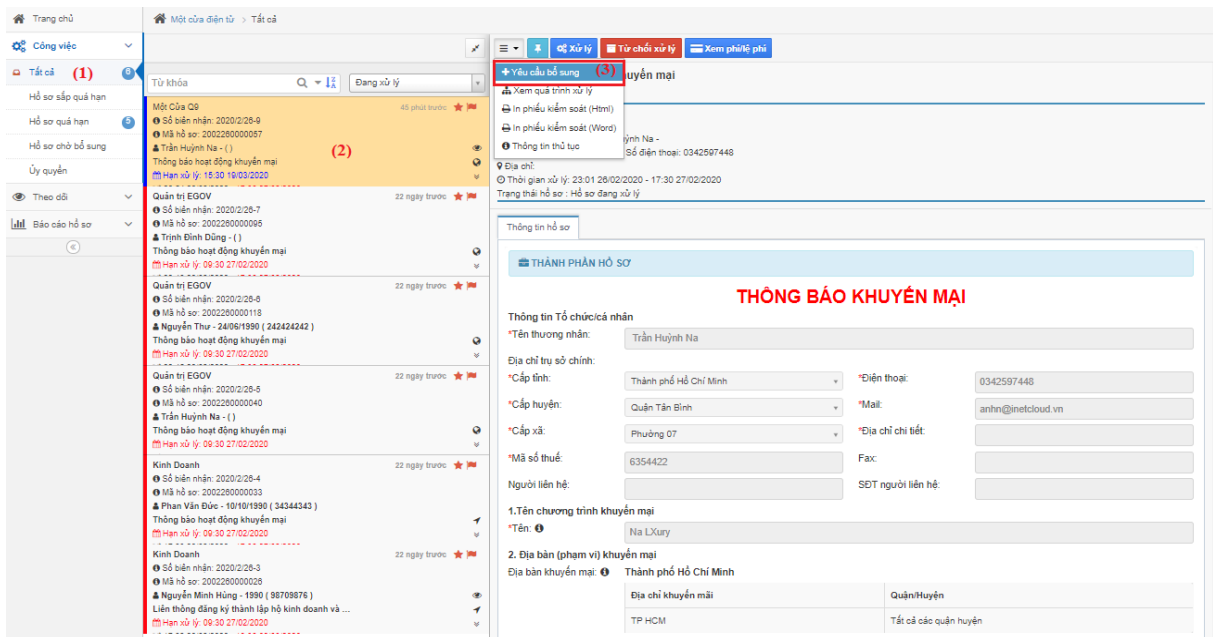 Trang chủ
Công việc
Tất cả (1) 6
Hồ sơ sắp quá hạn
Hồ sơ quá hạn 5
Hồ sơ chờ bổ sung
Ủy quyền
Theo dõi
Báo cáo hồ sơ
Một cửa điện tử > Tất cả
Từ khóa
Đang xử lý
Một Cửa Q9 45 phút trước
Số biên nhận: 2020/2/26-9
Mã hồ sơ: 2002260000057
Trần Huỳnh Na - ( ) (2)
Thông báo hoạt động khuyến mại
Hạn xử lý: 15:30 19/03/2020
Quản trị EGOV 22 ngày trước
Số biên nhận: 2020/2/26-7
Mã hồ sơ: 2002260000095
Trịnh Đình Dũng - ( )
Thông báo hoạt động khuyến mại
Hạn xử lý: 09:30 27/02/2020
Quản trị EGOV 22 ngày trước
Số biên nhận: 2020/2/26-6
Mã hồ sơ: 2002260000118
Nguyễn Thư - 24/06/1990 ( 242424242 )
Thông báo hoạt động khuyến mại
Hạn xử lý: 09:30 27/02/2020
Quản trị EGOV 22 ngày trước
Số biên nhận: 2020/2/26-5
Mã hồ sơ: 2002260000040
Trần Huỳnh Na - ( )
Thông báo hoạt động khuyến mại
Hạn xử lý: 09:30 27/02/2020
Kinh Doanh 22 ngày trước
Số biên nhận: 2020/2/26-4
Mã hồ sơ: 2002260000033
Phan Văn Đức - 10/10/1990 ( 34344343 )
Thông báo hoạt động khuyến mại
Hạn xử lý: 09:30 27/02/2020
Kinh Doanh 22 ngày trước
Số biên nhận: 2020/2/26-3
Mã hồ sơ: 2002260000026
Nguyễn Minh Hùng - 1990 ( 98709876 )
Liên thông đăng ký thành lập hộ kinh doanh và ...
Hạn xử lý: 09:30 27/02/2020
Xử lý Từ chối xử lý Xem phí/lệ phí
Yêu cầu bổ sung (3) uyến mại
Xem quá trình xử lý
In phiếu kiểm soát (Html)
In phiếu kiểm soát (Word) ỳnh Na -
Thông tin thủ tục Số điện thoại: 0342597448
Địa chỉ:
Thời gian xử lý: 23:01 26/02/2020 - 17:30 27/02/2020
Trạng thái hồ sơ : Hồ sơ đang xử lý
Thông tin hồ sơ
THÀNH PHẦN HỒ SƠ
THÔNG BÁO KHUYẾN MẠI
Thông tin Tổ chức/cá nhân
*Tên thương nhân: Trần Huỳnh Na
Địa chỉ trụ sở chính:
*Cấp tỉnh: Thành phố Hồ Chí Minh *Điện thoại: 0342597448
*Cấp huyện: Quận Tân Bình *Mail: anhn@inetcloud.vn
*Cấp xã: Phường 07 *Địa chỉ chi tiết:
*Mã số thuế: 6354422 Fax:
Người liên hệ: SĐT người liên hệ:
1.Tên chương trình khuyến mại
*Tên: Na LXury
2. Địa bàn (phạm vi) khuyến mại
Địa bàn khuyến mại: Thành phố Hồ Chí Minh
Địa chỉ khuyến mãi Quận/Huyện
TP HCM Tất cả các quận huyện